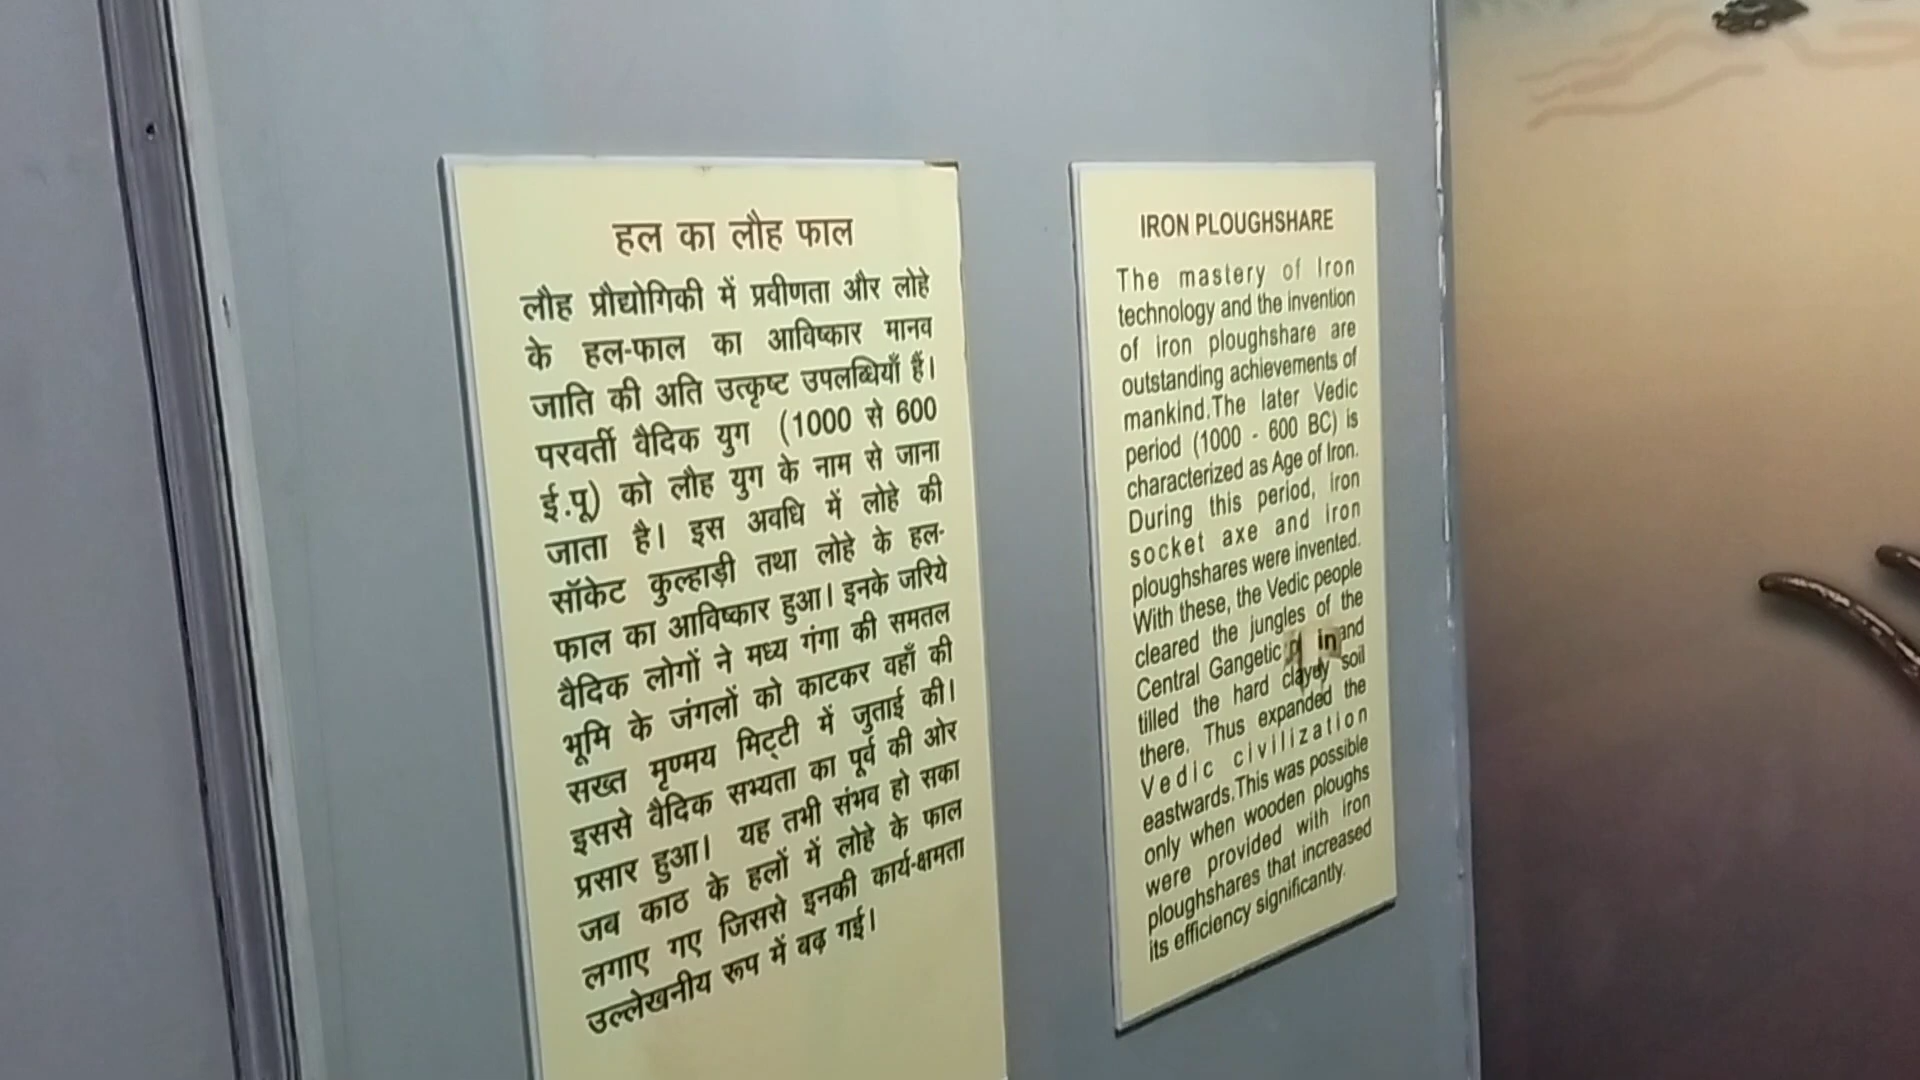 हल का लौह फाल
लौह प्रौद्योगिकी में प्रवीणता और लोहे
के हल-फाल का आविष्कार मानव
जाति की अति उत्कृष्ट उपलब्धियाँ हैं।
परवर्ती वैदिक युग (1000 से 600
ई.पू) को लौह युग के नाम से जाना
जाता है। इस अवधि में लोहे की
सॉकेट कुल्हाड़ी तथा लोहे के हल-
फाल का आविष्कार हुआ। इनके जरिये
वैदिक लोगों ने मध्य गंगा की समतल
भूमि के जंगलों को काटकर वहाँ की
सख्त मृण्मय मिट्टी में जुताई की।
इससे वैदिक सभ्यता का पूर्व की ओर
प्रसार हुआ। यह तभी संभव हो सका
जब काठ के हलों में लोहे के फाल
लगाए गए जिससे इनकी कार्य-क्षमता
उल्लेखनीय रूप में बढ़ गई।
IRON PLOUGHSHARE
The mastery of Iron
technology and the invention
of iron ploughshare are
outstanding achievements of
mankind.The later Vedic
period (1000 - 600 BC) is
characterized as Age of Iron.
During this period, iron
socket axe and iron
ploughshares were invented.
With these, the Vedic people
cleared the jungles of the
Central Gangetic and
tilled the hard clayey soil
there. Thus expanded the
Vedic civilization
eastwards.This was possible
only when wooden ploughs
were provided with iron
ploughshares that increased
its efficiency significantly.